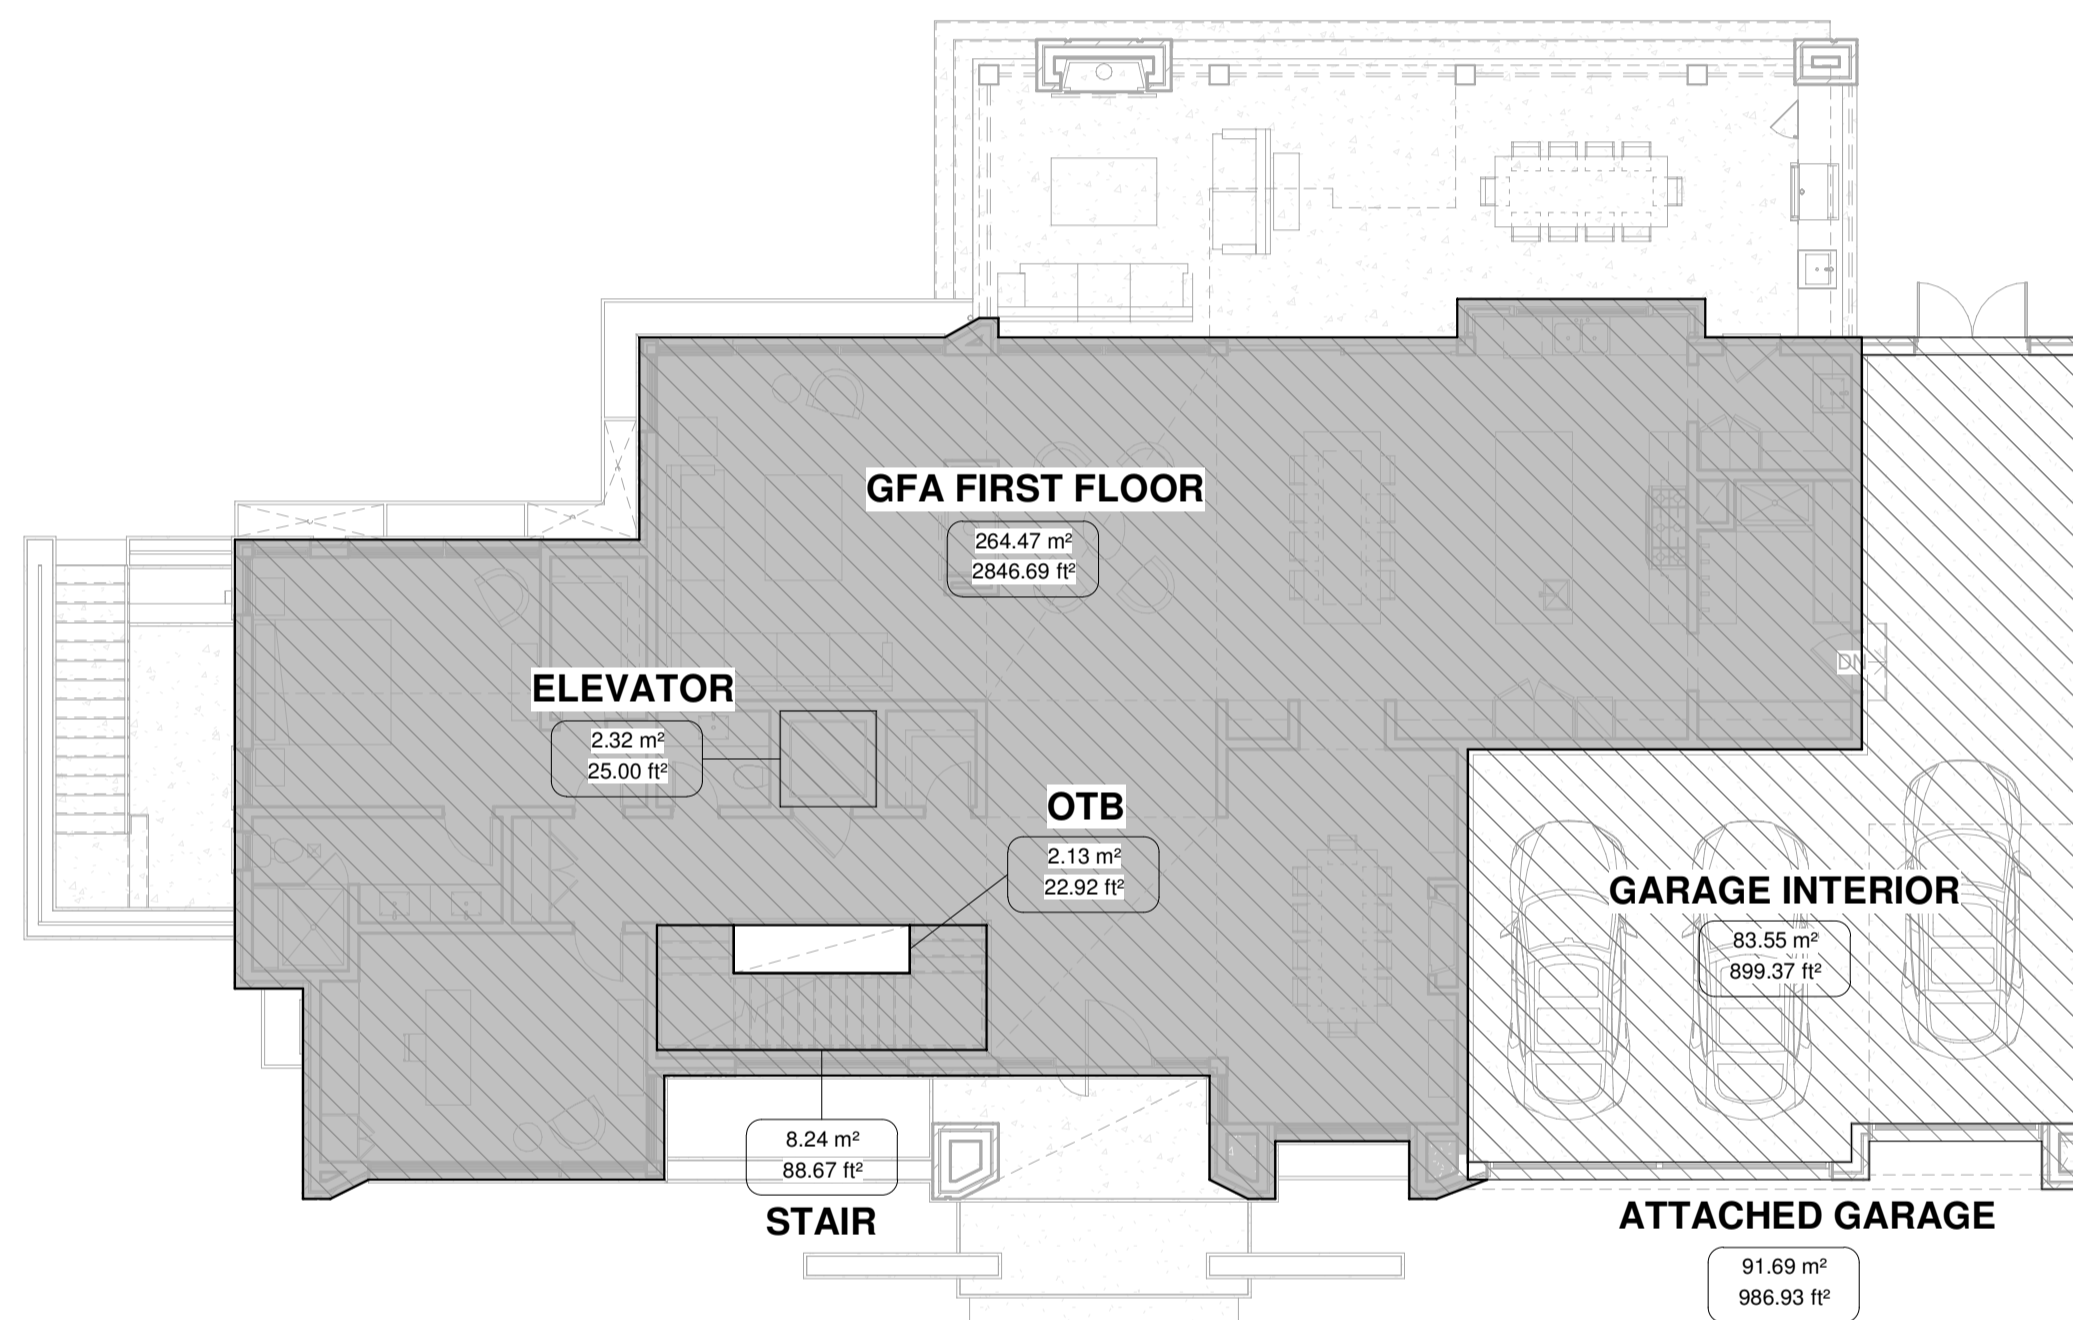 GFA FIRST FLOOR
264.47 m²
2846.69 ft²
ELEVATOR
2.32 m²
25.00 ft²
DN
OTB
2.13 m²
22.92 ft²
GARAGE INTERIOR
83.55 m²
899.37 ft²
8.24 m²
88.67 ft²
STAIR
ATTACHED GARAGE
91.69 m²
986.93 ft²